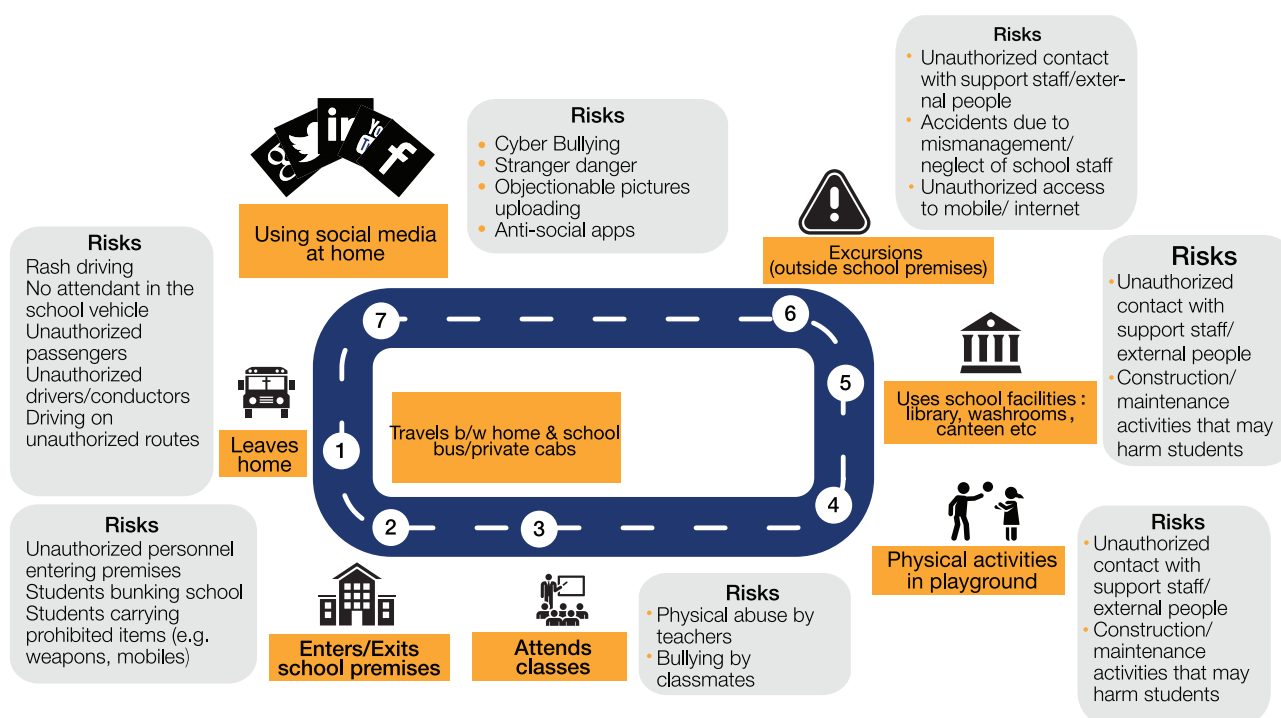 Risks
Unauthorized contact
with support staff/exter-
nal people
Accidents due to
mismanagement/
neglect of school staff
Unauthorized access
to mobile/ internet
Risks
Cyber Bullying
Stranger danger
Objectionable pictures
uploading
Anti-social apps
g
in
Yo
T
f
Using social media
at home
Excursions
(outside school premises)
Risks
Rash driving
No attendant in the
school vehicle
Unauthorized
passengers
Unauthorized
drivers/conductors
Driving on
unauthorized routes
Leaves
home
7
6
5
1
2
3
4
Travels b/w home & school
bus/private cabs
Uses school facilities :
library, washrooms ,
canteen etc
Risks
Unauthorized
contact with
support staff/
external people
Construction/
maintenance
activities that may
harm students
Risks
Unauthorized personnel
entering premises
Students bunking school
Students carrying
prohibited items (e.g.
weapons, mobiles)
Enters/Exits
school premises
Attends
classes
Risks
Physical abuse by
teachers
Bullying by
classmates
Physical activities
in playground
Risks
Unauthorized
contact with
support staff/
external people
Construction/
maintenance
activities that may
harm students